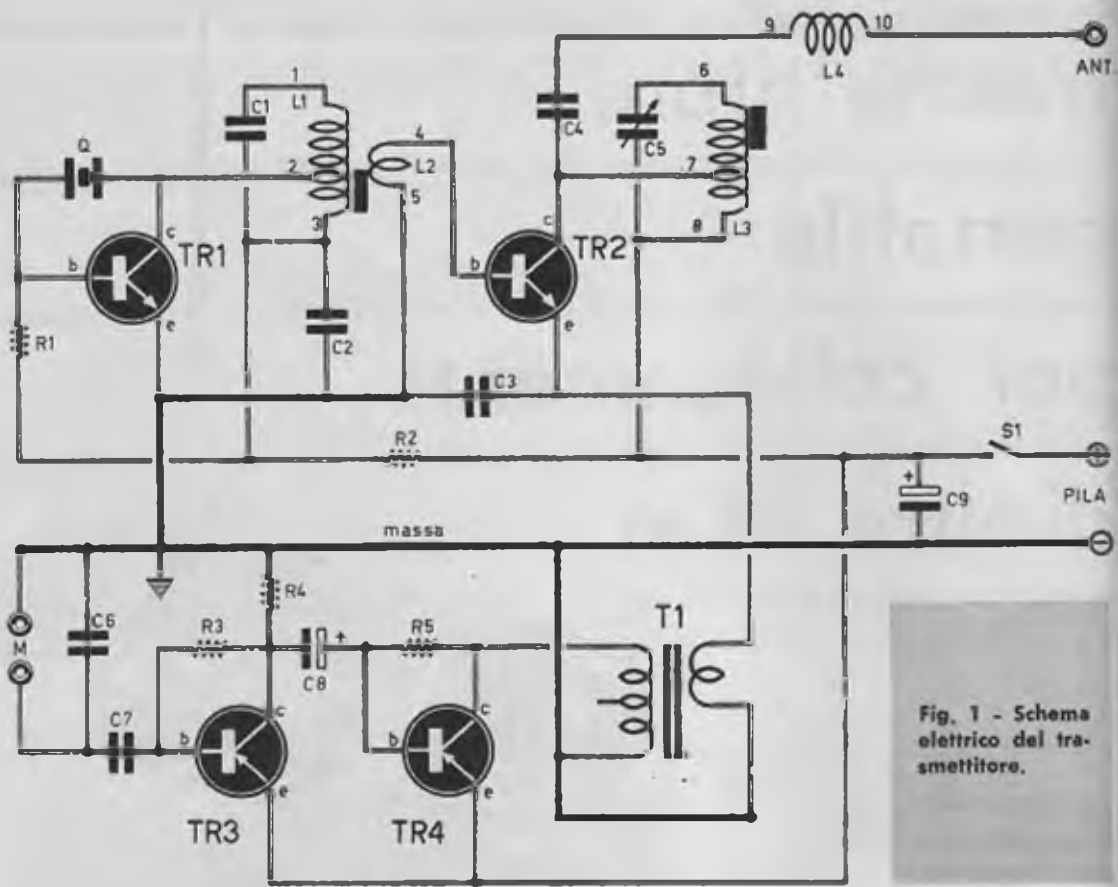 9
10
L4
ANT.
1
L1
C1
6
C4
C5
4
L2
5
Q
2
7
3
8
L3
c
TR1
b
e
c
TR2
b
e
R1
C2
C3
R2
S1
+
C9
PILA
massa
R4
M
C6
R3
+
C8
R5
T1
C7
c
b
e
TR3
c
b
e
TR4
Fig. 1 - Schema
elettrico del tra-
smettitore.